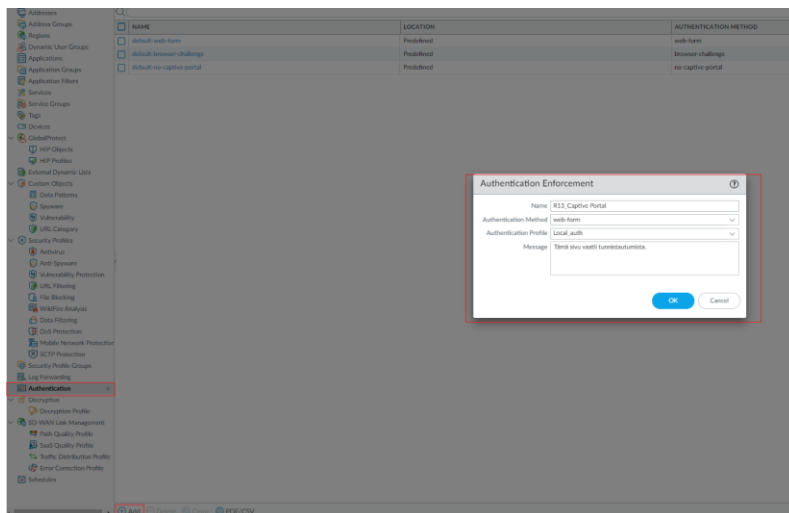 Addresses
Address Groups
Regions
Dynamic User Groups
Applications
Application Groups
Application Filters
Services
Service Groups
Tags
Devices
GlobalProtect
HIP Objects
HIP Profiles
External Dynamic Lists
Custom Objects
Data Patterns
Spyware
Vulnerability
URL Category
Security Profiles
Antivirus
Anti-Spyware
Vulnerability Protection
URL Filtering
File Blocking
WildFire Analysis
Data Filtering
DoS Protection
Mobile Network Protection
SCTP Protection
Security Profile Groups
Log Forwarding
Authentication
Decryption
Decryption Profile
SD-WAN Link Management
Path Quality Profile
SaaS Quality Profile
Traffic Distribution Profile
Error Correction Profile
Schedules
NAME LOCATION AUTHENTICATION METHOD
default-web-form Predefined web-form
default-browser-challenge Predefined browser-challenge
default-no-captive-portal Predefined no-captive-portal
Authentication Enforcement
Name R13_Captive Portal
Authentication Method web-form
Authentication Profile Local_auth
Message Tämä sivu vaatii tunnistautumista.
OK Cancel
Add Delete Clone PDF/CSV